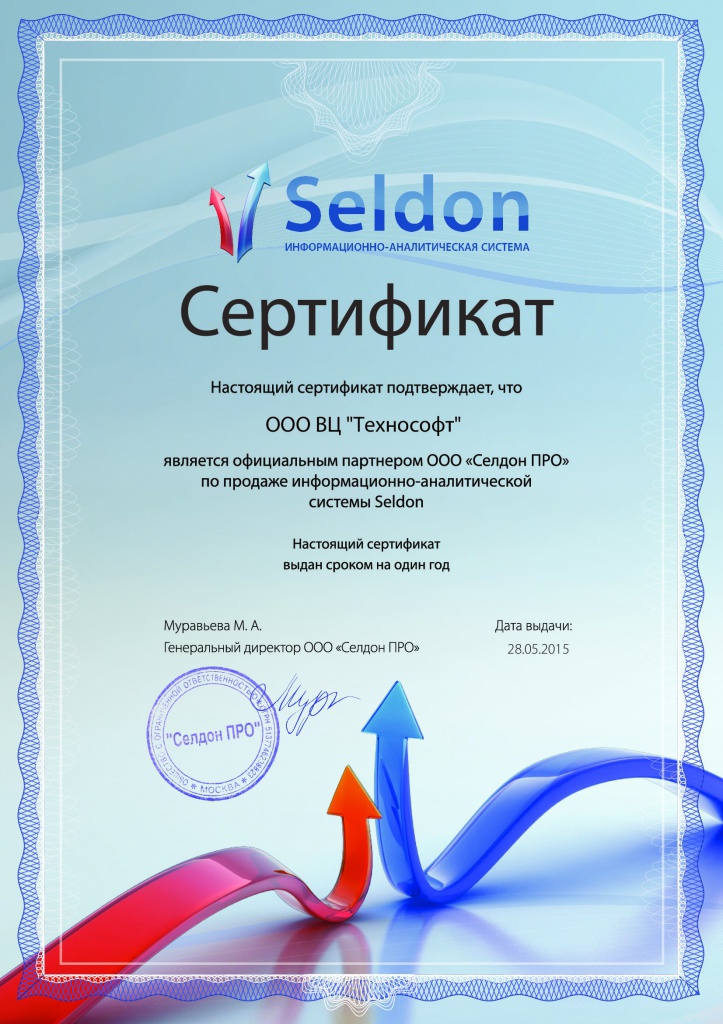 Seldon
ИНФОРМАЦИОННО-АНАЛИТИЧЕСКАЯ СИСТЕМА
Сертификат
Настоящий сертификат подтверждает, что
ООО ВЦ "Технософт"
является официальным партнером ООО «Селдон ПРО»
по продаже информационно-аналитической
системы Seldon
Настоящий сертификат
выдан сроком на один год
Муравьева М. А.
Генеральный директор ООО «Селдон ПРО»
Дата выдачи:
28.05.2015
ОБЩЕСТВО С ОГРАНИЧЕННОЙ ОТВЕТСТВЕННОСТЬЮ
"Селдон ПРО"
* МОСКВА *